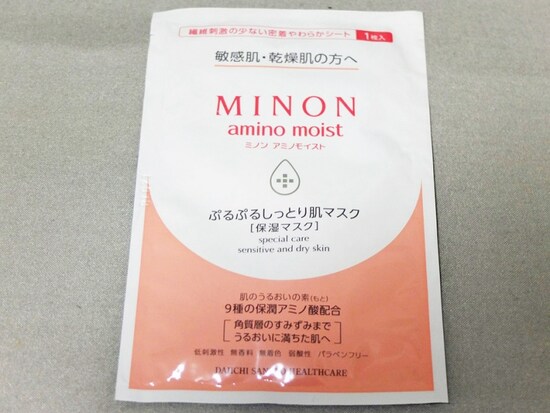 繊維刺激の少ない密着やわらかシート 1枚入
敏感肌・乾燥肌の方へ
MINON
amino moist
ミノン アミノモイスト
ぷるぷるしっとり肌マスク
[保湿マスク]
special care
sensitive and dry skin
肌のうるおいの素(もと)
9種の保潤アミノ酸配合
角質層のすみずみまで
うるおいに満ちた肌へ
低刺激性 無香料 無着色 弱酸性 パラベンフリー
DAIICHI SANKYO HEALTHCARE